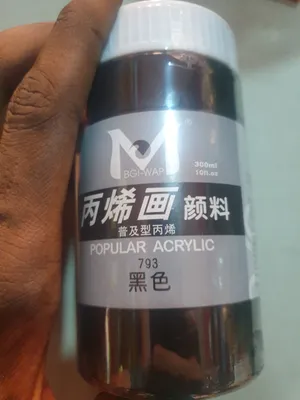 BGI-WAP
300ml
10fl.oz
丙烯画 颜料
普及型丙烯
POPULAR ACRYLIC
793
黑色